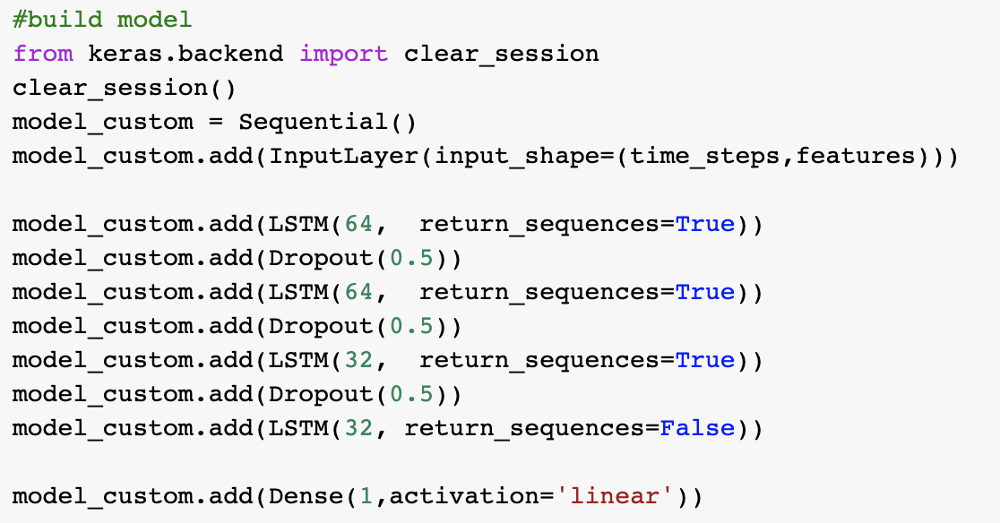 #build model
from keras.backend import clear_session
clear_session()
model_custom = Sequential()
model_custom.add(InputLayer(input_shape=(time_steps,features)))
model_custom.add(LSTM(64,  return_sequences=True))
model_custom.add(Dropout(0.5))
model_custom.add(LSTM(64,  return_sequences=True))
model_custom.add(Dropout(0.5))
model_custom.add(LSTM(32,  return_sequences=True))
model_custom.add(Dropout(0.5))
model_custom.add(LSTM(32, return_sequences=False))
model_custom.add(Dense(1,activation='linear'))